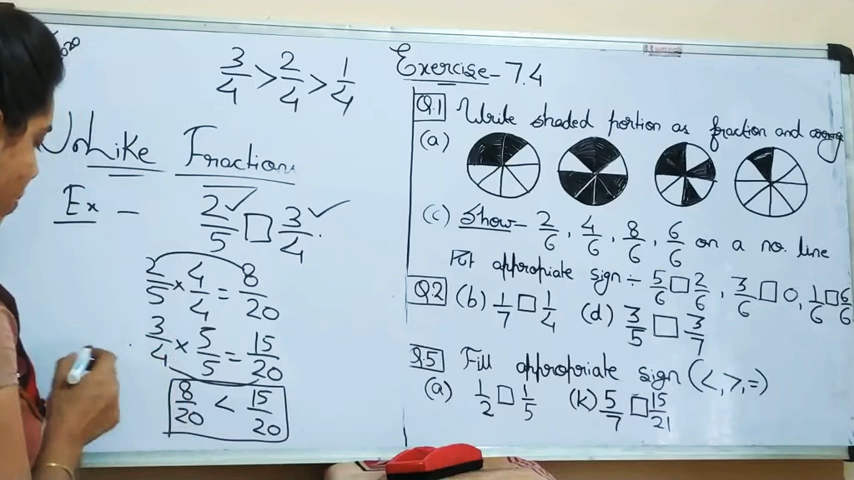 3/4 > 2/4 > 1/4
UnLike Fraction
Ex - 2/5 □ 3/4.
2/5 × 4/4 = 8/20
3/4 × 5/5 = 15/20
8/20 < 15/20
Exercise - 7.4
Q.1 Write shaded portion as fraction and
(a)
(c) Show - 2/6, 4/6, 8/6, 6/6 on a no. line
Put appropiate sign :- 5/6 □ 2/6, 3/6 □ 0, 1/6 □ 6/6
Q.2 (b) 1/7 □ 1/4 (d) 3/5 □ 3/7
Q.5 Fill appropriate sign (<, >, =)
(a) 1/2 □ 1/5 (k) 5/7 □ 15/21